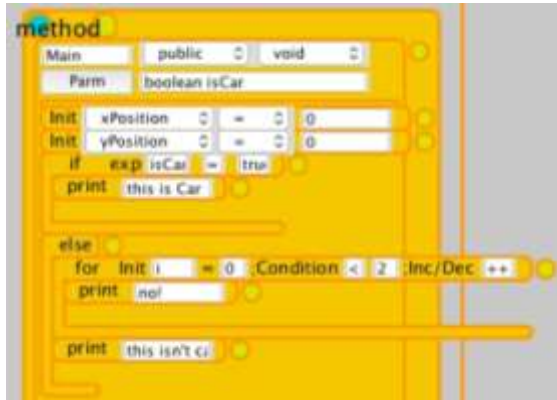 method
Main public void
Parm boolean isCar
Init xPosition = 0
Init yPosition = 0
if exp isCar = true
print this is Car
else
for Init i = 0 ;Condition < 2 ;Inc/Dec ++
print no!
print this isn't